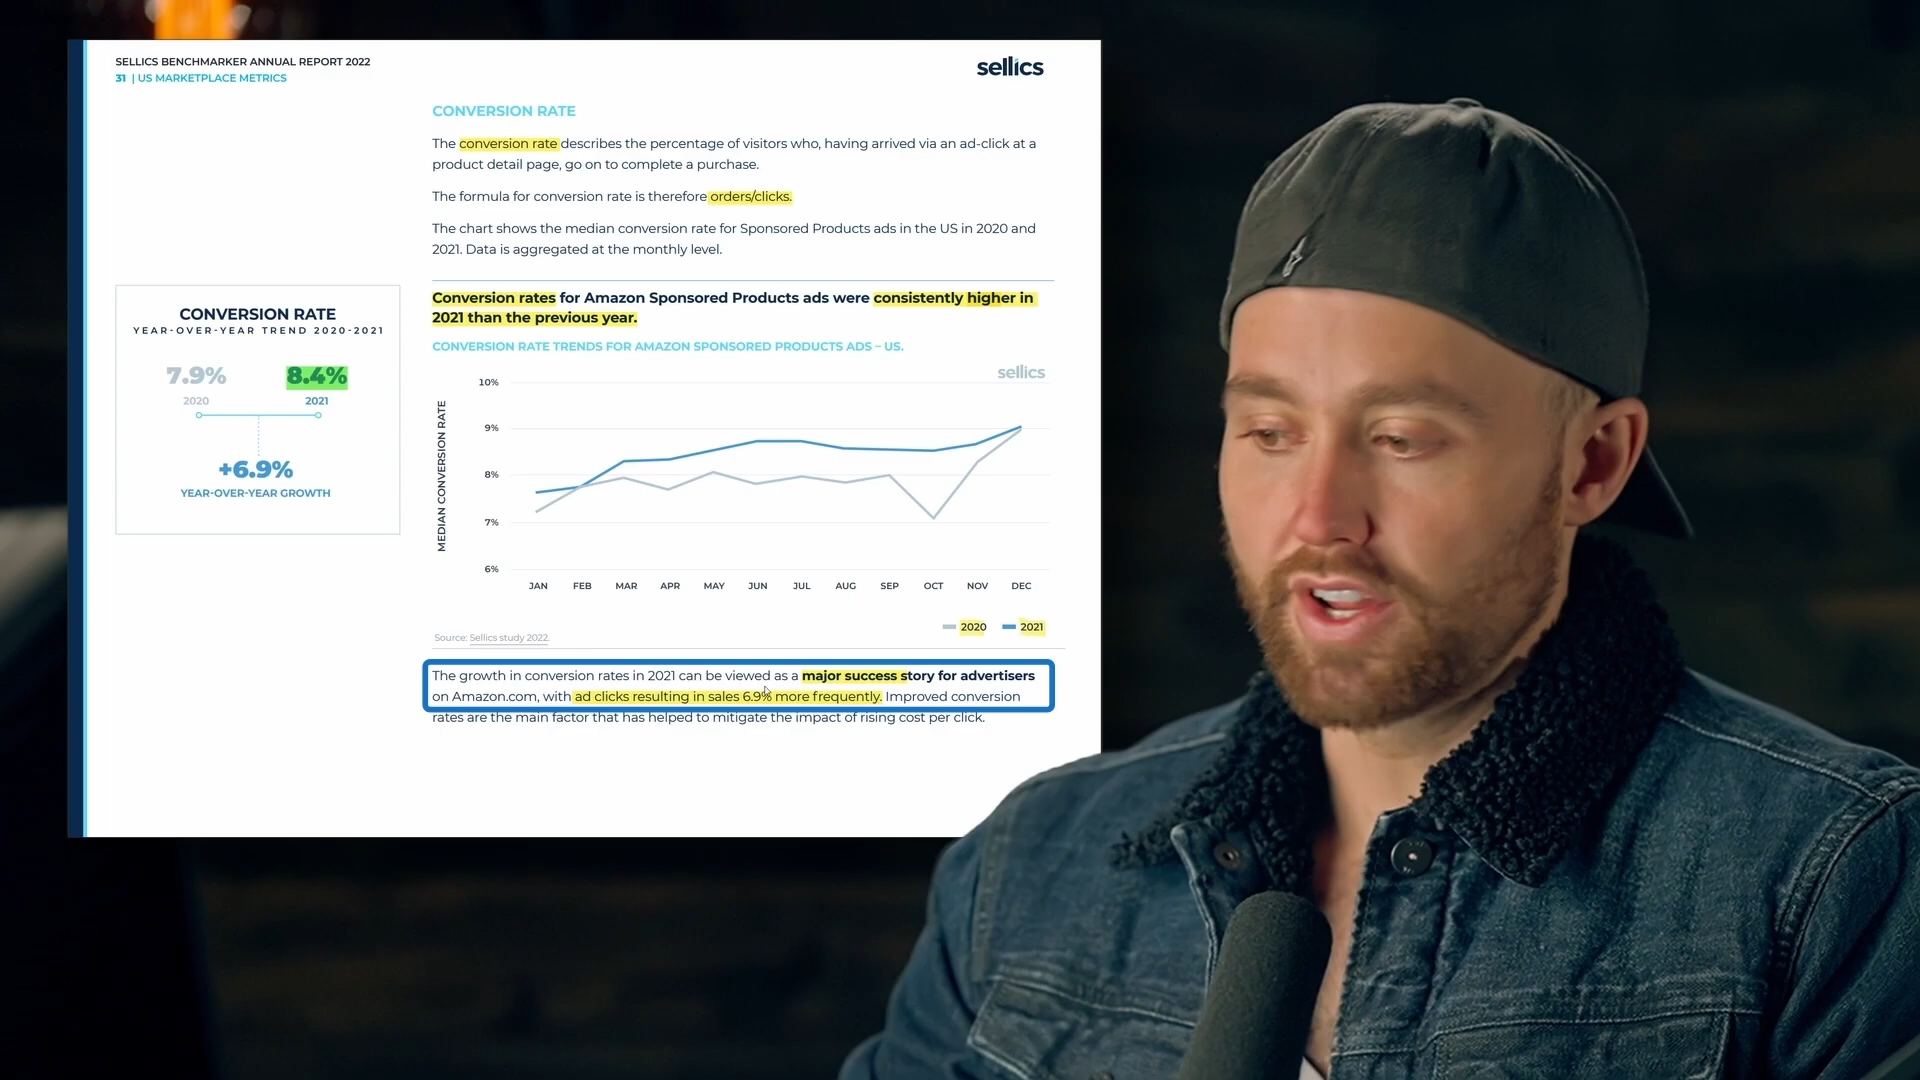 SELLICS BENCHMARKER ANNUAL REPORT 2022
31 | US MARKETPLACE METRICS
sellics
CONVERSION RATE
The conversion rate describes the percentage of visitors who, having arrived via an ad-click at a
product detail page, go on to complete a purchase.
The formula for conversion rate is therefore orders/clicks.
The chart shows the median conversion rate for Sponsored Products ads in the US in 2020 and
2021. Data is aggregated at the monthly level.
CONVERSION RATE
YEAR-OVER-YEAR TREND 2020-2021
7.9%
8.4%
2020
2021
+6.9%
YEAR-OVER-YEAR GROWTH
Conversion rates for Amazon Sponsored Products ads were consistently higher in
2021 than the previous year.
CONVERSION RATE TRENDS FOR AMAZON SPONSORED PRODUCTS ADS – US.
sellics
MEDIAN CONVERSION RATE
10%
9%
8%
7%
6%
JAN FEB MAR APR MAY JUN JUL AUG SEP OCT NOV DEC
2020 2021
Source: Sellics study 2022.
The growth in conversion rates in 2021 can be viewed as a major success story for advertisers
on Amazon.com, with ad clicks resulting in sales 6.9% more frequently. Improved conversion
rates are the main factor that has helped to mitigate the impact of rising cost per click.